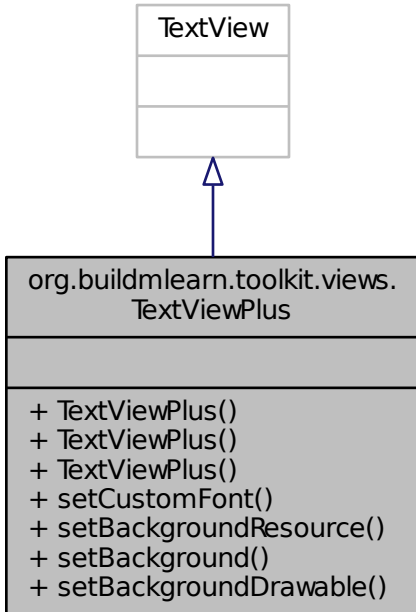 TextView
org.buildmlearn.toolkit.views.
TextViewPlus
+ TextViewPlus()
+ TextViewPlus()
+ TextViewPlus()
+ setCustomFont()
+ setBackgroundResource()
+ setBackground()
+ setBackgroundDrawable()